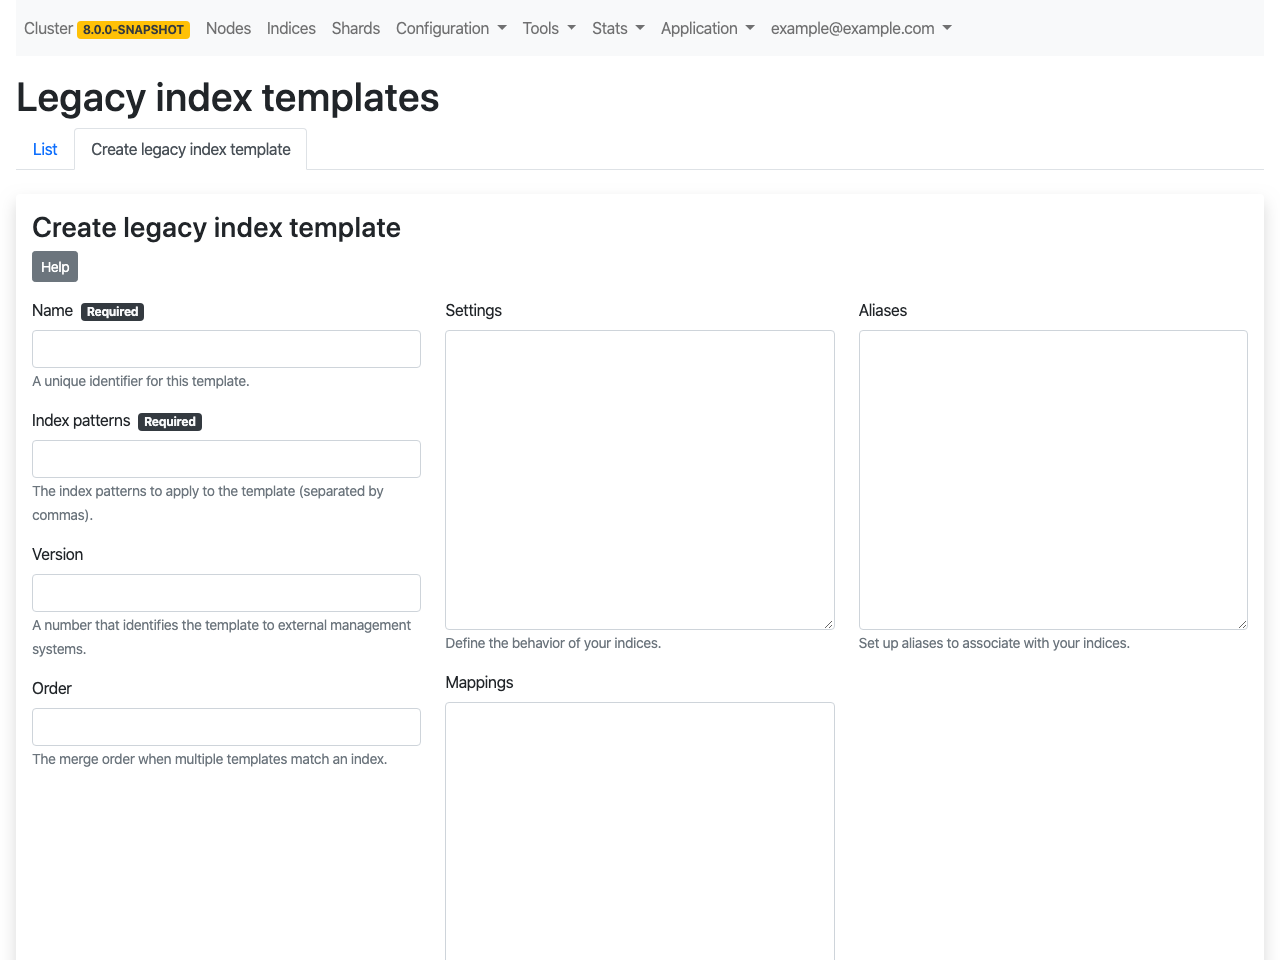 Cluster 8.0.0-SNAPSHOT Nodes Indices Shards Configuration Tools Stats Application example@example.com
Legacy index templates
List Create legacy index template
Create legacy index template
Help
Name Required
A unique identifier for this template.
Index patterns Required
The index patterns to apply to the template (separated by
commas).
Version
A number that identifies the template to external management
systems.
Order
The merge order when multiple templates match an index.
Settings
Define the behavior of your indices.
Mappings
Aliases
Set up aliases to associate with your indices.